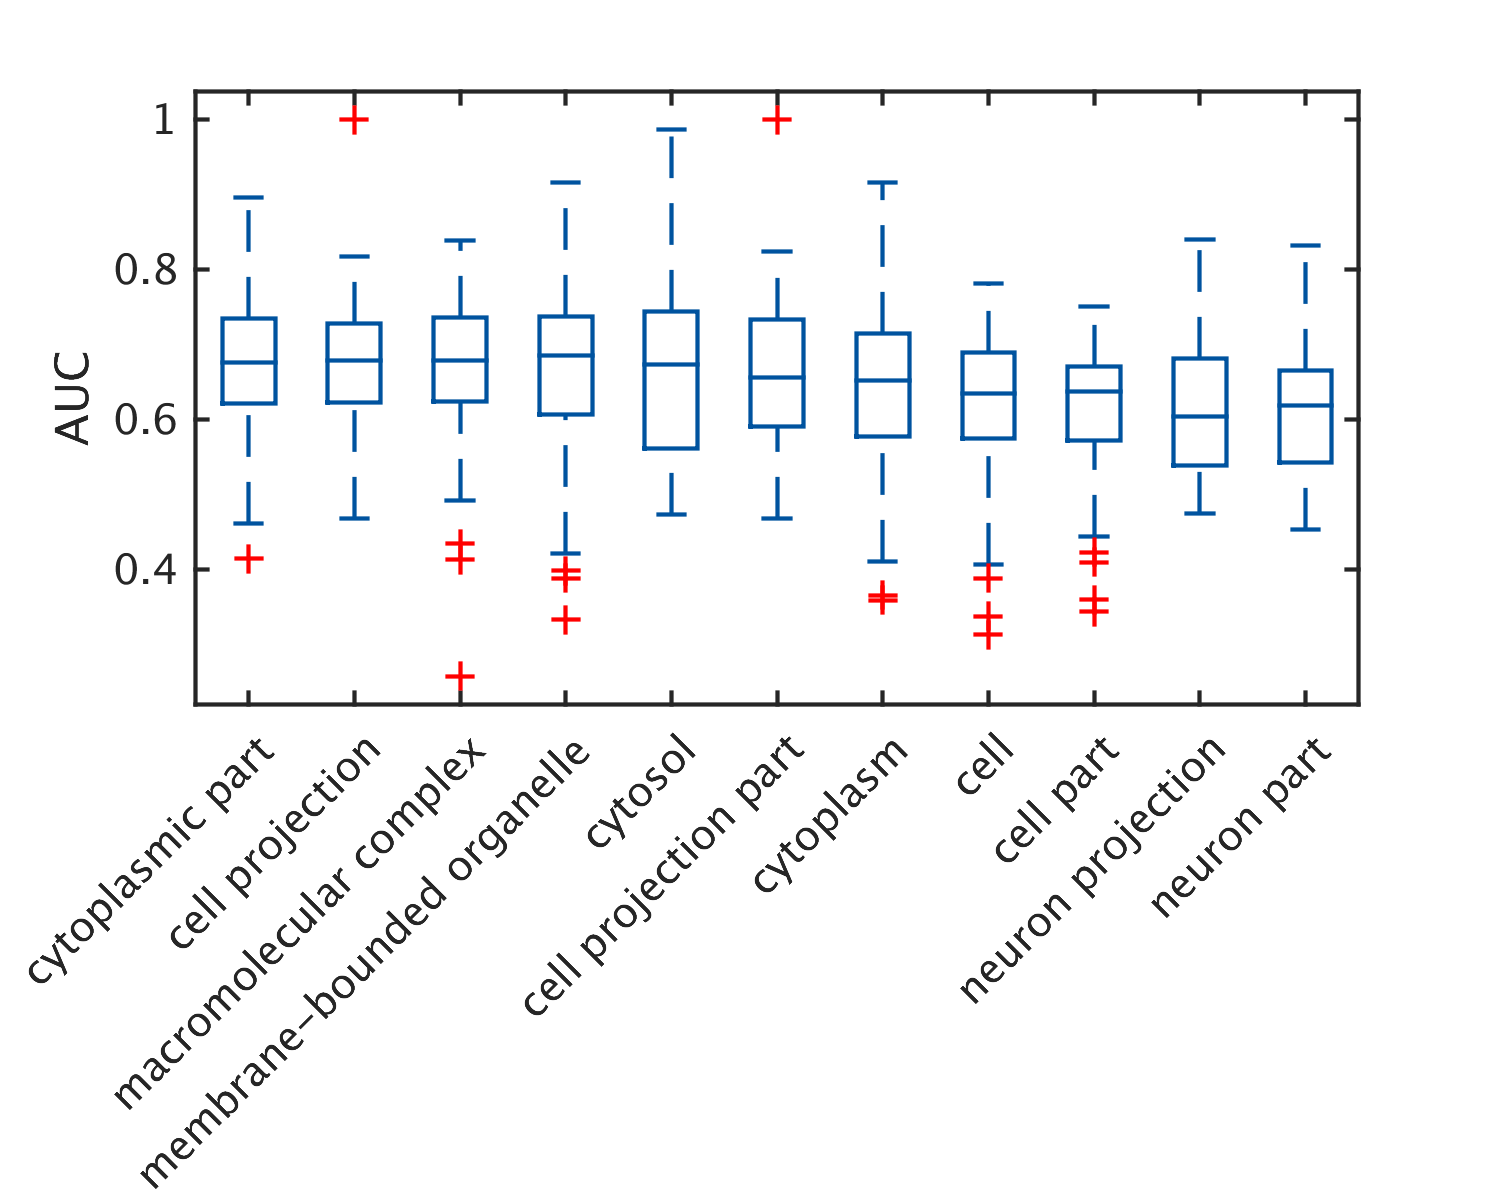 AUC
1
0.8
0.6
0.4
cytoplasmic part
cell projection
macromolecular complex
membrane-bounded organelle
cytosol
cell projection part
cytoplasm
cell
cell part
neuron projection
neuron part